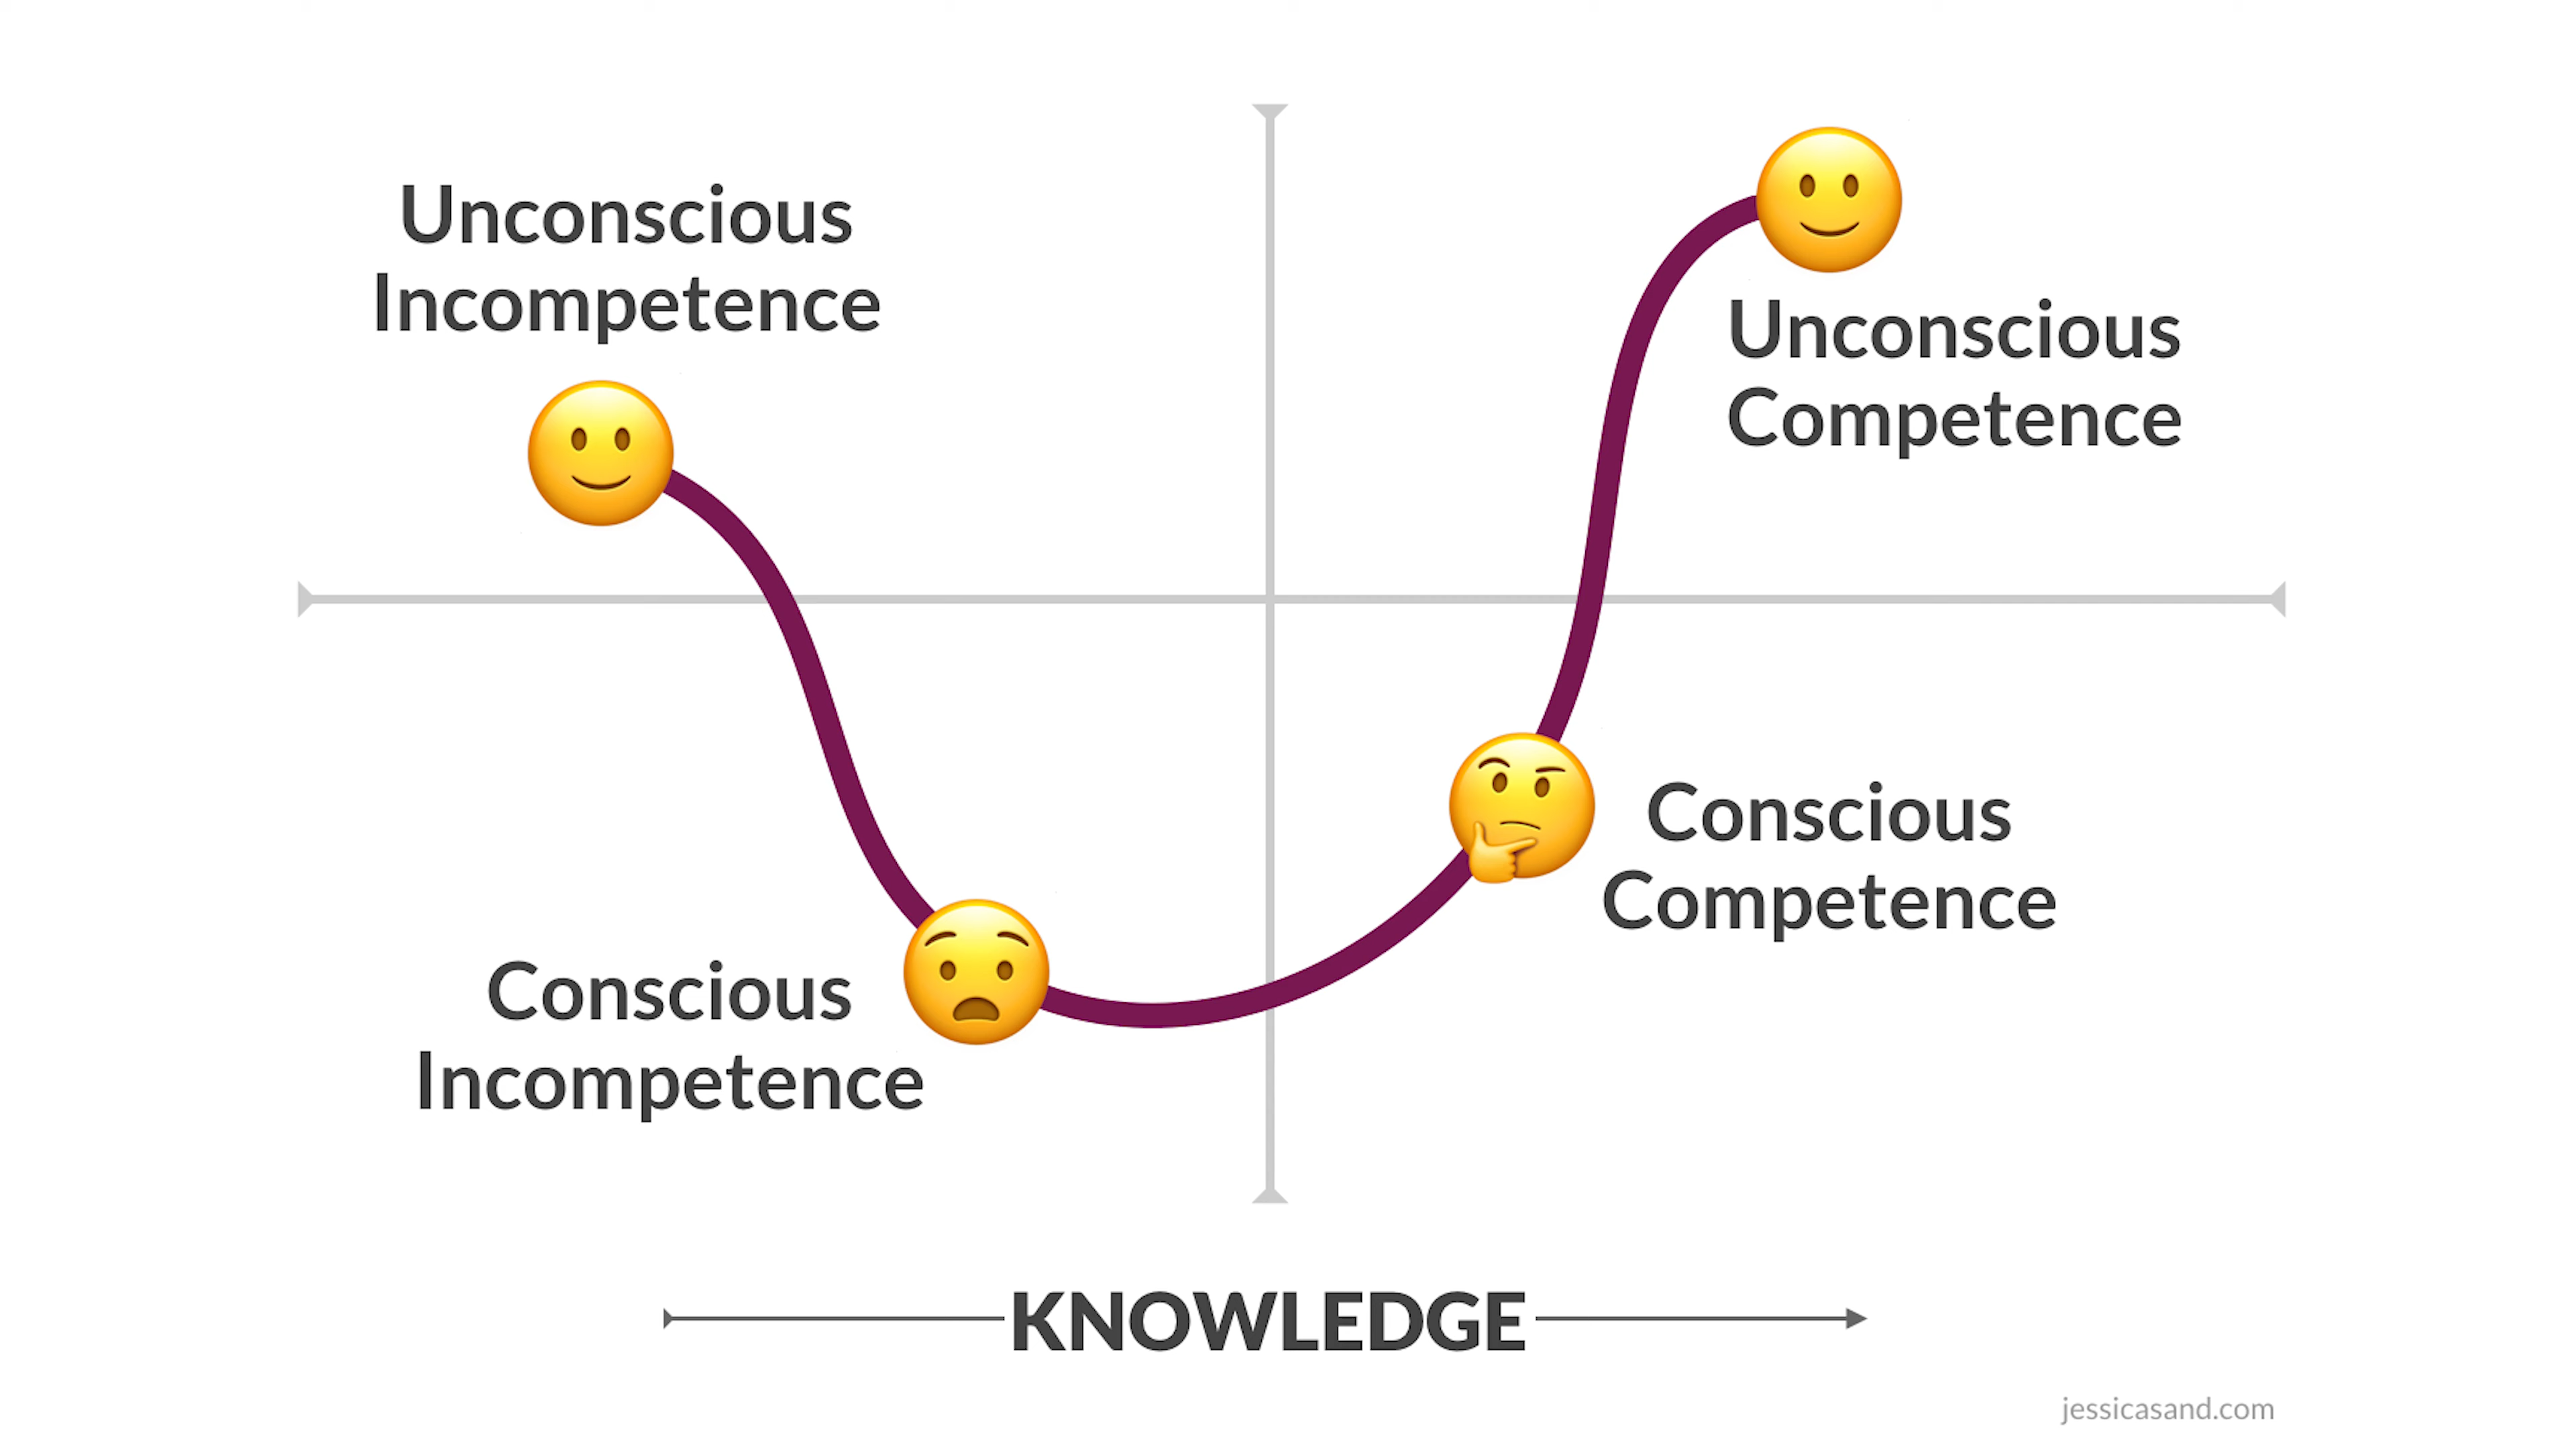 Unconscious
Incompetence
Unconscious
Competence
Conscious
Competence
Conscious
Incompetence
KNOWLEDGE
jessicasand.com